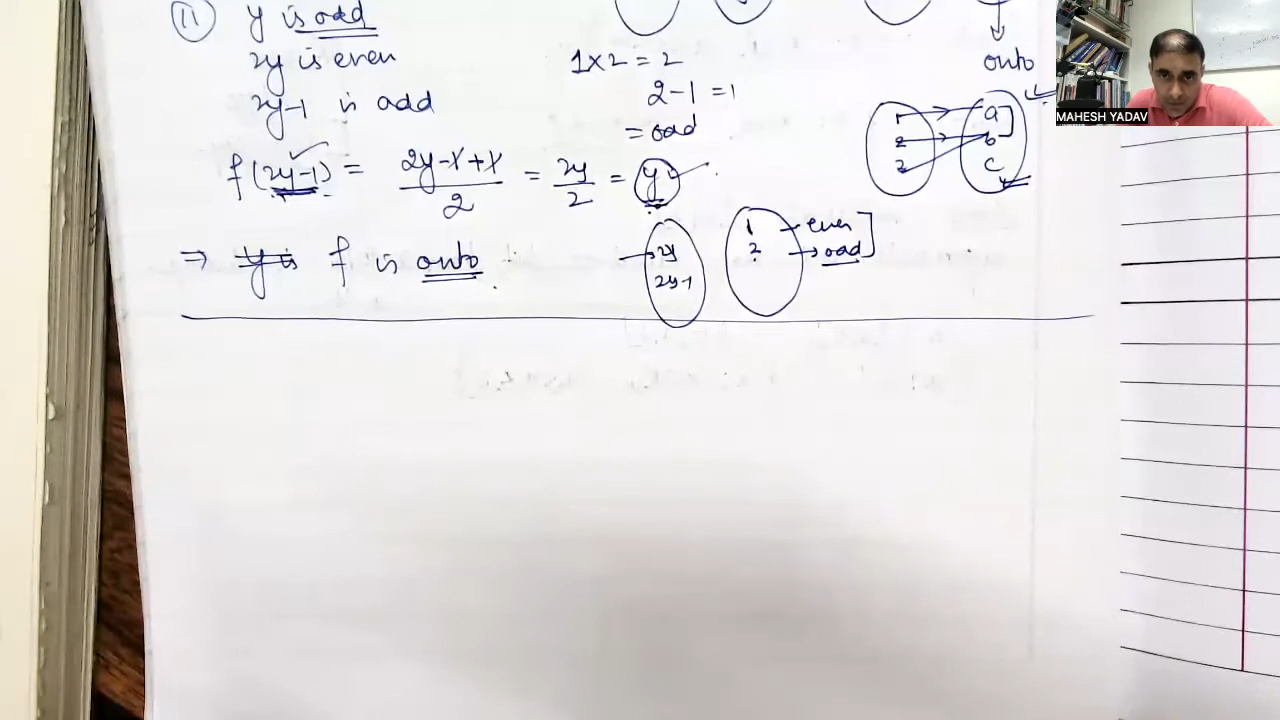 (11) y is odd
2y is even
2y-1 is odd
1×2 = 2
2-1 = 1
= odd
f(2y-1) = 2y-1+1/2 = 2y/2 = y
⇒ y is f is onto
2y
2y-1
1 → even
2 → odd
onto
1 a
2 b
3 c
MAHESH YADAV